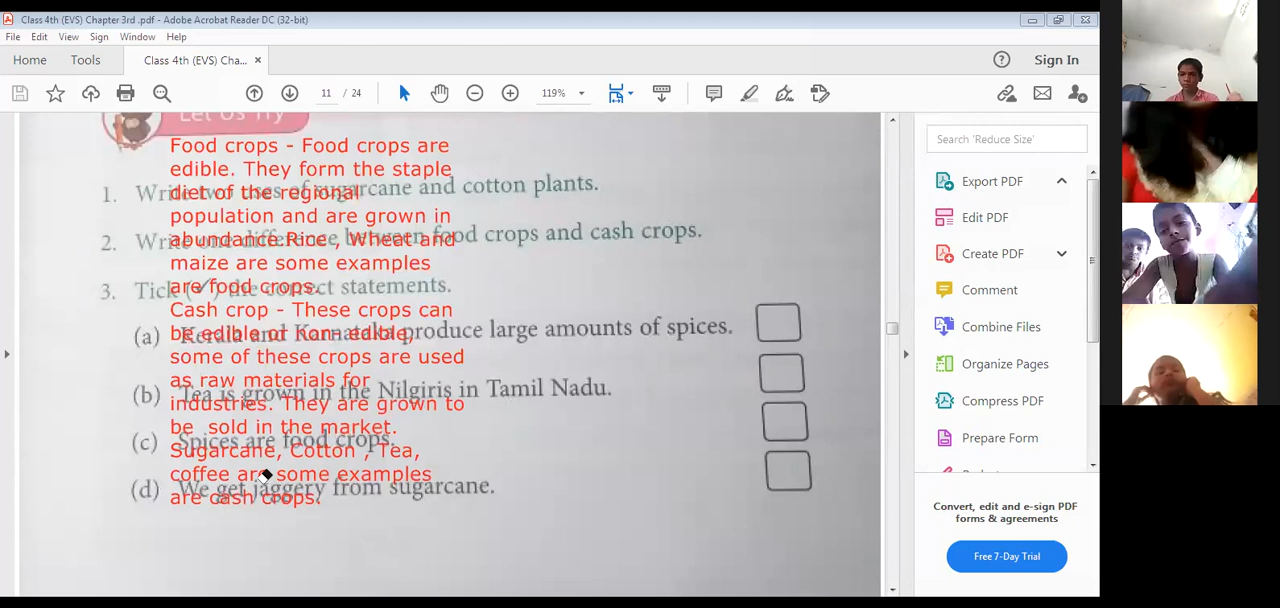 Class 4th (EVS) Chapter 3rd .pdf - Adobe Acrobat Reader DC (32-bit)
File Edit View Sign Window Help
Home Tools Class 4th (EVS) Cha... × Sign In
11 / 24 119%
Let Us Try
Food crops - Food crops are
edible. They form the staple
diet of the regional
population and are grown in
abundance.Rice , Wheat and
maize are some examples
are food crops.
Cash crop - These crops can
be edible or non- edible,
some of these crops are used
as raw materials for
industries. They are grown to
be sold in the market.
Sugarcane, Cotton , Tea,
coffee are some examples
are cash crops.
1. Write two uses of sugarcane and cotton plants.
2. Write one difference between food crops and cash crops.
3. Tick (✓) the correct statements.
(a) Kerala and Karnataka produce large amounts of spices.
(b) Tea is grown in the Nilgiris in Tamil Nadu.
(c) Spices are food crops.
(d) We get jaggery from sugarcane.
Search 'Reduce Size'
Export PDF
Edit PDF
Create PDF
Comment
Combine Files
Organize Pages
Compress PDF
Prepare Form
Convert, edit and e-sign PDF
forms & agreements
Free 7-Day Trial